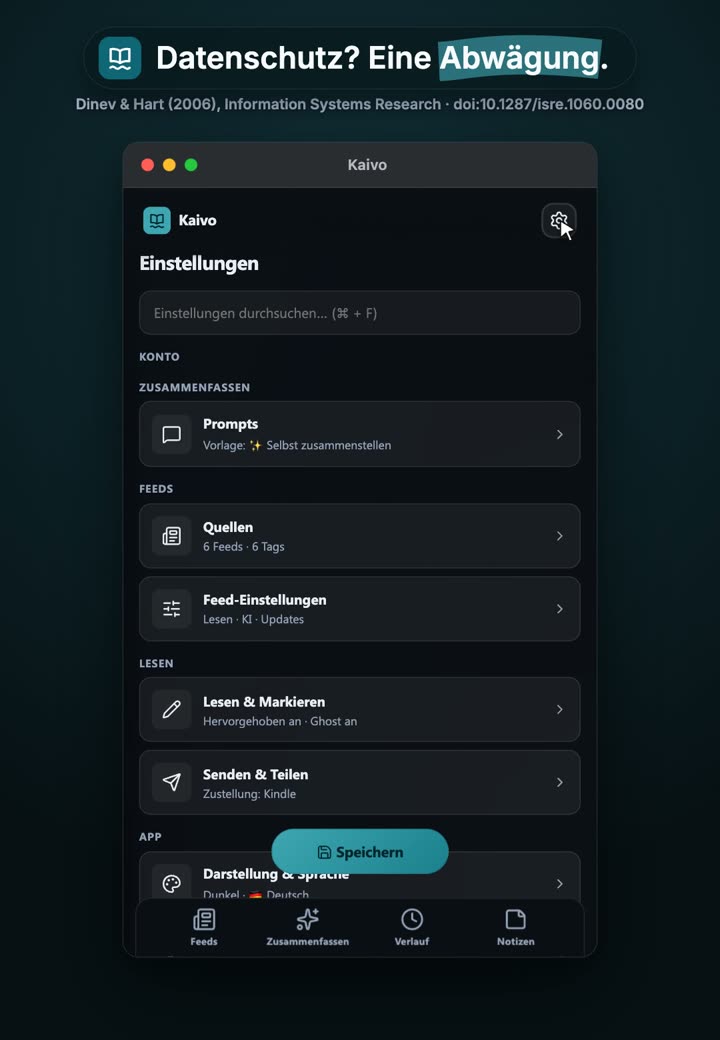 Datenschutz? Eine Abwägung.
Dinev & Hart (2006), Information Systems Research · doi:10.1287/isre.1060.0080
Kaivo
Kaivo
Einstellungen
Einstellungen durchsuchen... (⌘ + F)
KONTO
ZUSAMMENFASSEN
Prompts
Vorlage: ✨ Selbst zusammenstellen
FEEDS
Quellen
6 Feeds · 6 Tags
Feed-Einstellungen
Lesen · KI · Updates
LESEN
Lesen & Markieren
Hervorgehoben an · Ghost an
Senden & Teilen
Zustellung: Kindle
APP
Speichern
Darstellung & Sprache
Dunkel · Deutsch
Feeds
Zusammenfassen
Verlauf
Notizen